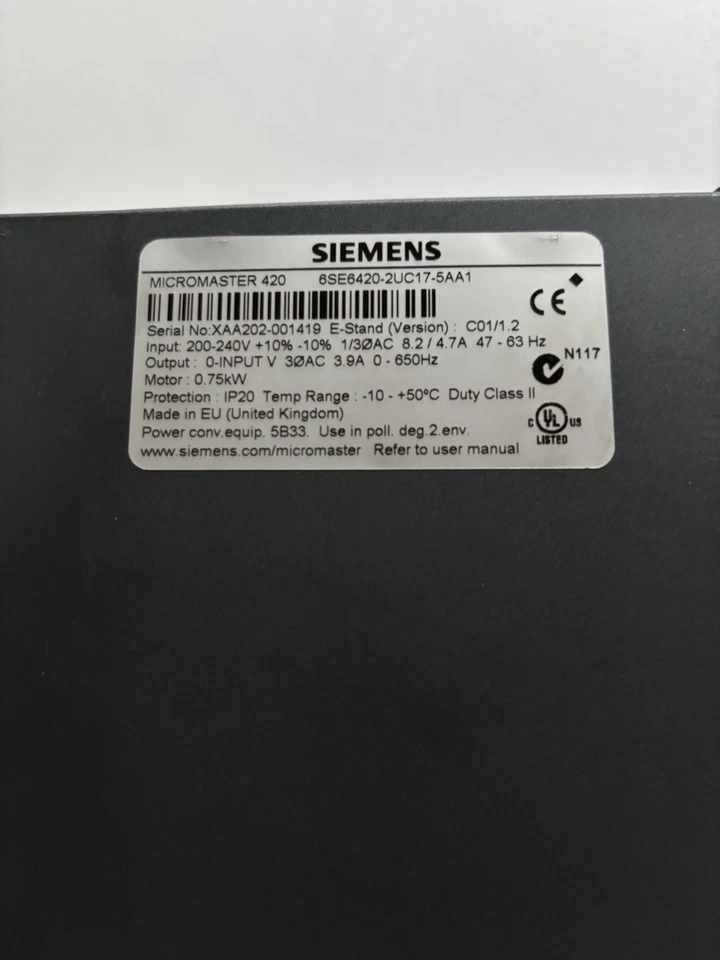 SIEMENS
MICROMASTER 420 6SE6420-2UC17-5AA1
CE
Serial No:XAA202-001419 E-Stand (Version) : C01/1.2
Input: 200-240V +10% -10% 1/3ØAC 8.2 / 4.7A 47 - 63 Hz
N117
Output : 0-INPUT V 3ØAC 3.9A 0 - 650Hz
Motor : 0.75kW
Protection : IP20 Temp Range : -10 - +50°C Duty Class II
Made in EU (United Kingdom)
C UL US
LISTED
Power conv.equip. 5B33. Use in poll. deg.2.env.
www.siemens.com/micromaster Refer to user manual